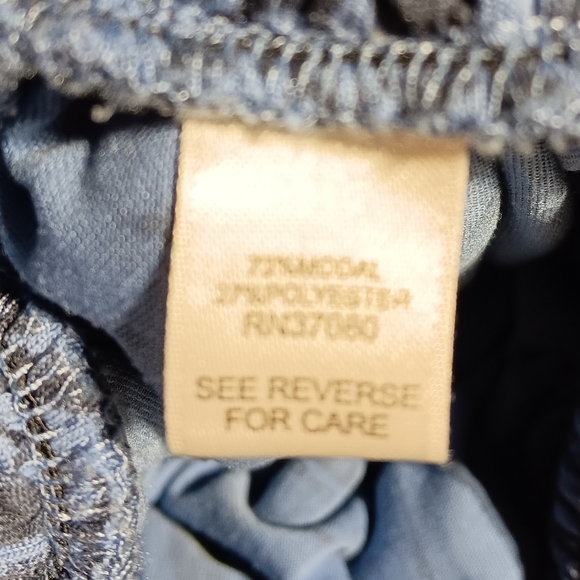 73%MODAL
27%POLYESTER
RN37080
SEE REVERSE
FOR CARE